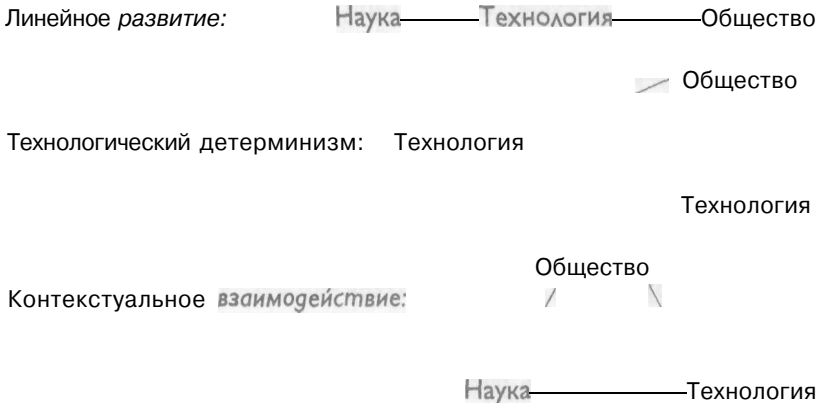 Линейное развитие: Наука Технология Общество
Общество
Технологический детерминизм: Технология
Технология
Общество
Контекстуальное взаимодействие:
Наука Технология